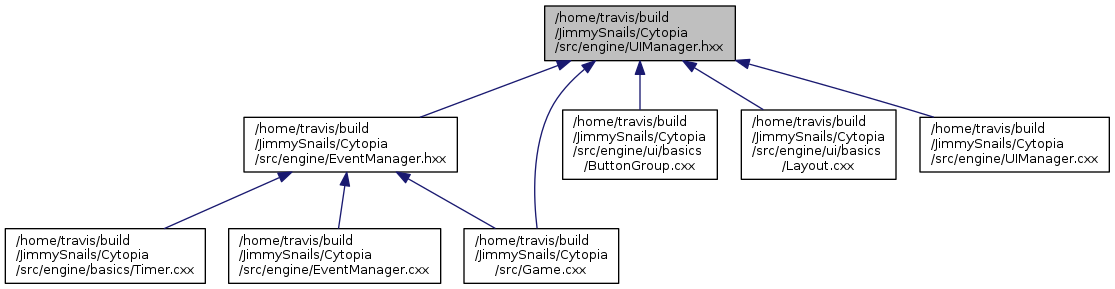 /home/travis/build
/JimmySnails/Cytopia
/src/engine/UIManager.hxx
/home/travis/build
/JimmySnails/Cytopia
/src/engine/EventManager.hxx
/home/travis/build
/JimmySnails/Cytopia
/src/engine/ui/basics
/ButtonGroup.cxx
/home/travis/build
/JimmySnails/Cytopia
/src/engine/ui/basics
/Layout.cxx
/home/travis/build
/JimmySnails/Cytopia
/src/engine/UIManager.cxx
/home/travis/build
/JimmySnails/Cytopia
/src/engine/basics/Timer.cxx
/home/travis/build
/JimmySnails/Cytopia
/src/engine/EventManager.cxx
/home/travis/build
/JimmySnails/Cytopia
/src/Game.cxx